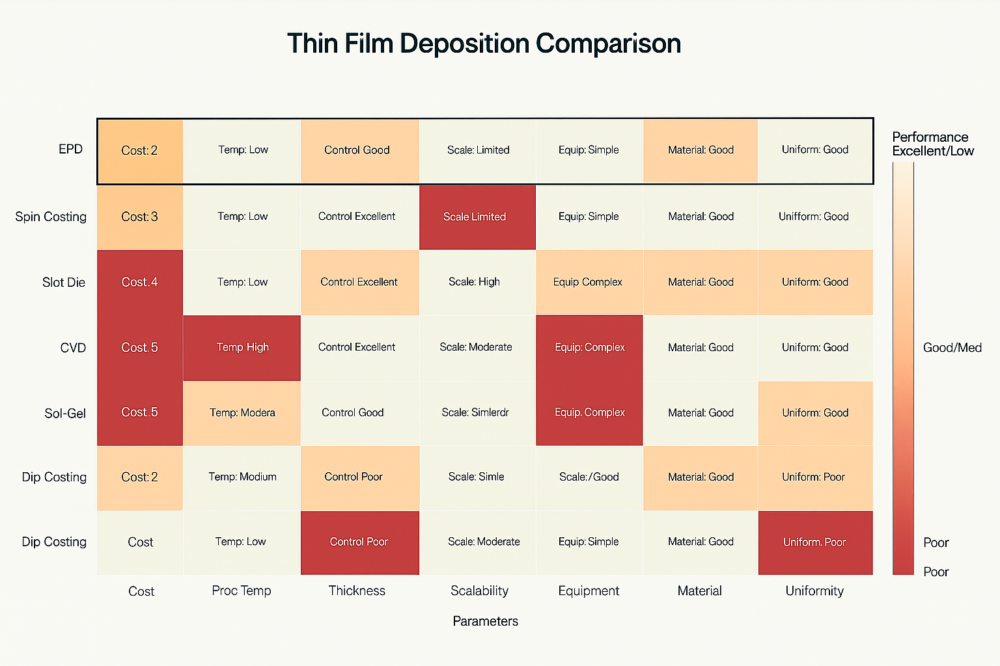 Thin Film Deposition Comparison
EPD
Cost: 2
Temp: Low
Control Good
Scale: Limited
Equip: Simple
Material: Good
Uniform: Good
Spin Costing
Cost: 3
Temp: Low
Control Excellent
Scale Limited
Equip: Simple
Material: Good
Unifform: Good
Slot Die
Cost. 4
Temp: Low
Control Excellent
Scale: High
Equip Complex
Material: Good
Uniform: Good
CVD
Cost. 5
Temp High
Control Excellent
Scale: Moderate
Equip: Complex
Material: Good
Uniform: Good
Sol-Gel
Cost. 5
Temp: Modera
Control Good
Scale: Simlerdr
Equip. Complex
Material: Good
Uniform: Good
Dip Costing
Cost: 2
Temp: Modium
Control Poor
Scale: Simle
Scale:/Good
Material: Good
Uniform: Poor
Dip Costing
Cost
Temp: Low
Control Poor
Scale: Moderate
Equip: Simple
Material: Good
Uniform. Poor
Cost
Proc Temp
Thickness
Scalability
Equipment
Material
Uniformity
Parameters
Performance
Excellent/Low
Good/Med
Poor
Poor